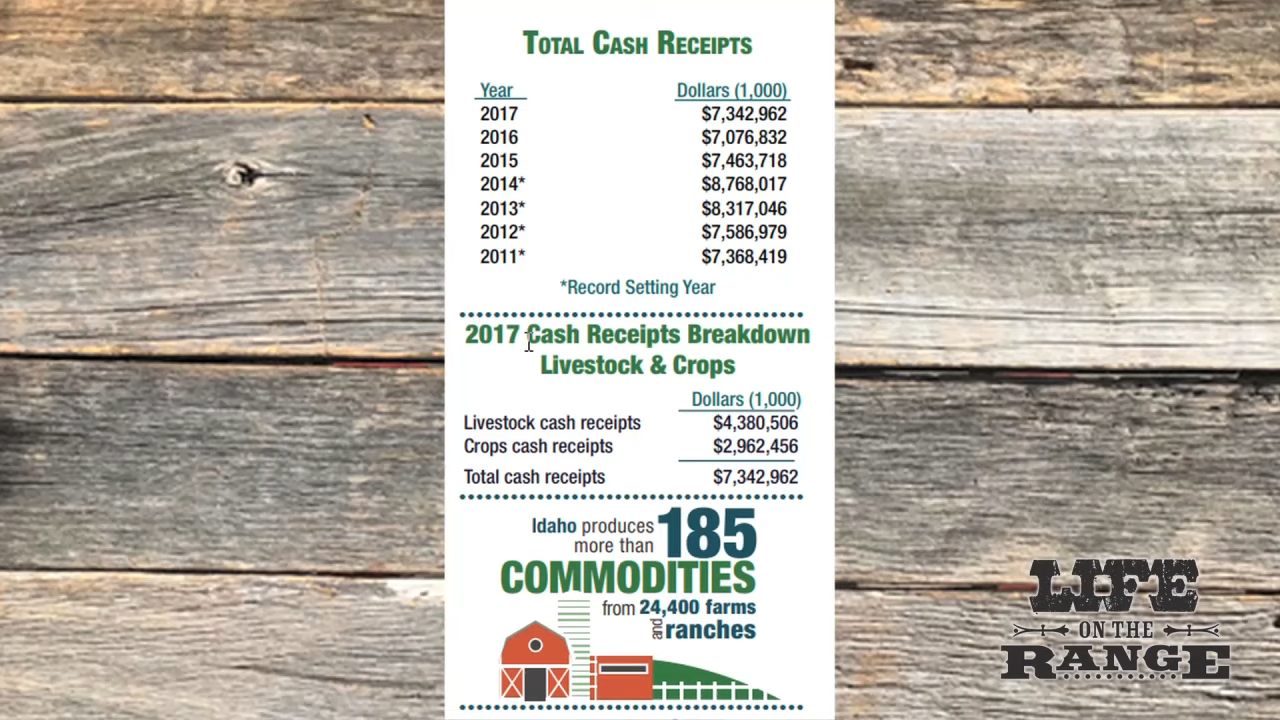 TOTAL CASH RECEIPTS
Year Dollars (1,000)
2017 $7,342,962
2016 $7,076,832
2015 $7,463,718
2014* $8,768,017
2013* $8,317,046
2012* $7,586,979
2011* $7,368,419
*Record Setting Year
2017 Cash Receipts Breakdown
Livestock & Crops
Dollars (1,000)
Livestock cash receipts $4,380,506
Crops cash receipts $2,962,456
Total cash receipts $7,342,962
Idaho produces
more than 185
COMMODITIES
from 24,400 farms
and ranches
LIFE
ON THE
RANGE